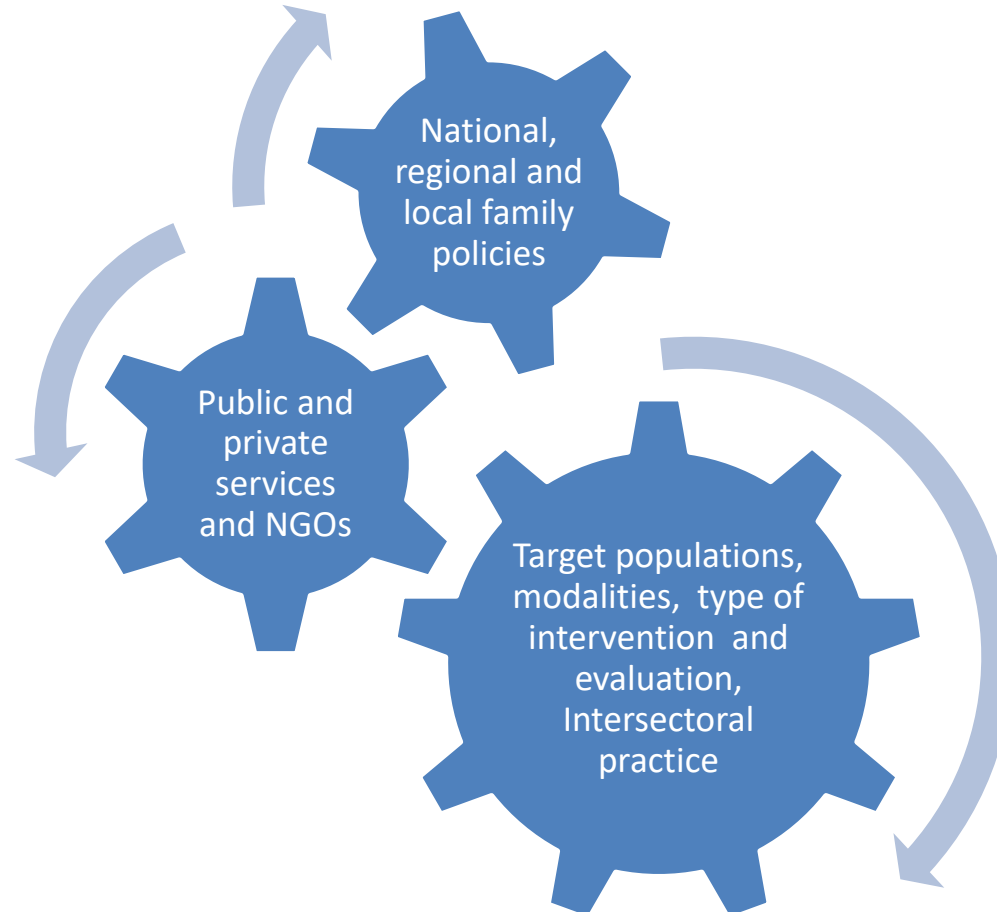 National,
regional and
local family
policies
Public and
private
services
and NGOs
Target populations,
modalities,  type of
intervention  and
evaluation,
Intersectoral
practice